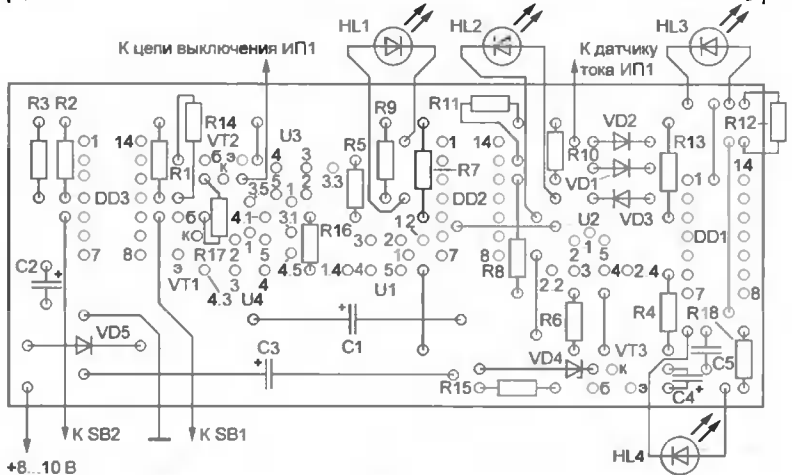 HL1
HL2
HL3
К цепи выключения ИП1
К датчику
тока ИП1
R3 R2
R14
U3
R9
R11
VD2
R12
1
14
VT2
б э
к
4
3
R5
1
14
R10
R13
14
R1
3.5
5
2
3.3
R7
VD1
1
DD3
1
DD2
VD3
б
4
3.1
R16
1.2
U2
DD1
к
R17
1
5
3
2
1
1
5
7
8
э
2
5
4.5
1.4
4
5
7
8
R8
2
3
4
2.4
C2
+
VT1
4.3
3
4
U4
U1
2.2
7
8
R6
R4
R18
VD5
+
C1
VD4
VT3
C3
+
к
C5
R15
б
э
C4
+
К SB2
К SB1
HL4
+8...10 В